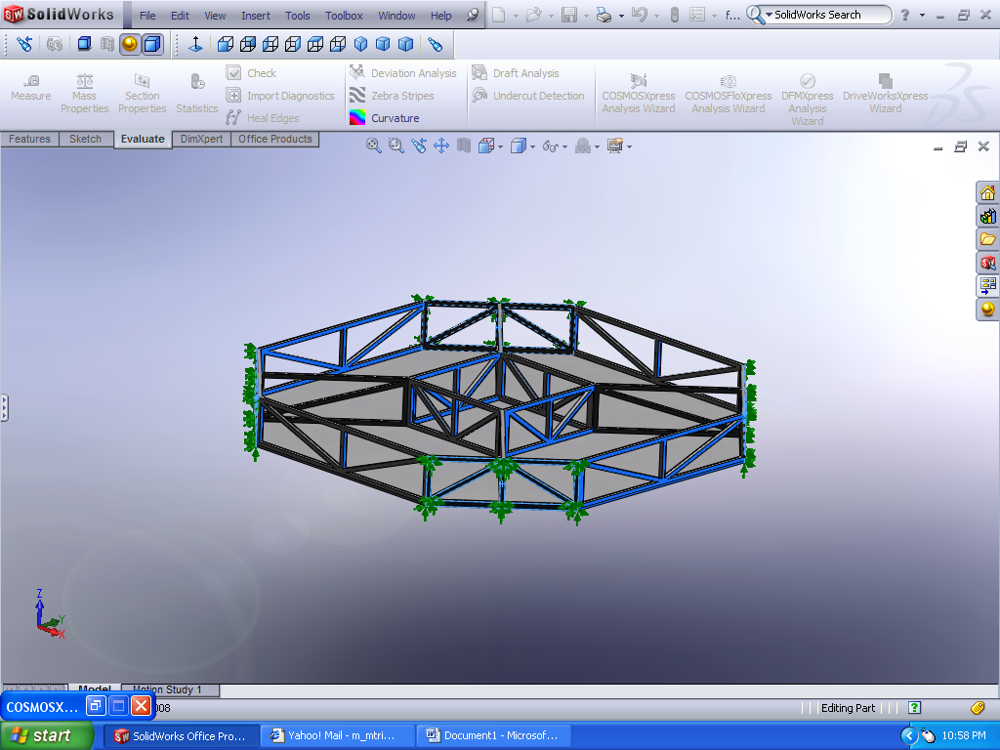 SolidWorks File Edit View Insert Tools Toolbox Window Help f... SolidWorks Search ?
Measure
Mass Properties
Section Properties
Statistics
Check
Import Diagnostics
Heal Edges
Deviation Analysis
Zebra Stripes
Curvature
Draft Analysis
Undercut Detection
COSMOSXpress Analysis Wizard
COSMOSFloXpress Analysis Wizard
DFMXpress Analysis Wizard
DriveWorksXpress Wizard
Features Sketch Evaluate DimXpert Office Products
Z
Y
X
Model Motion Study 1
COSMOSX... 008 Editing Part ?
start SolidWorks Office Pro... Yahoo! Mail - m_mtri... Document1 - Microsof... 10:58 PM